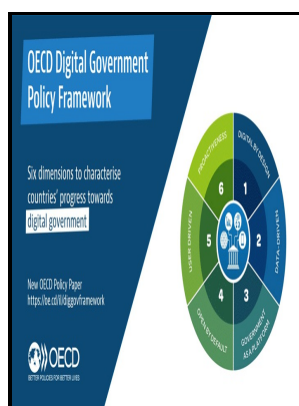 OECD Digital Government
Policy Framework
Six dimensions to characterise
countries' progress towards
digital government
New OECD Policy Paper
https://oe.cd/il/diggovframework
OECD
BETTER POLICIES FOR BETTER LIVES
1
DIGITAL BY DESIGN
2
DATA-DRIVEN
3
GOVERNMENT
AS A PLATFORM
4
OPEN BY DEFAULT
5
USER DRIVEN
6
PROACTIVENESS